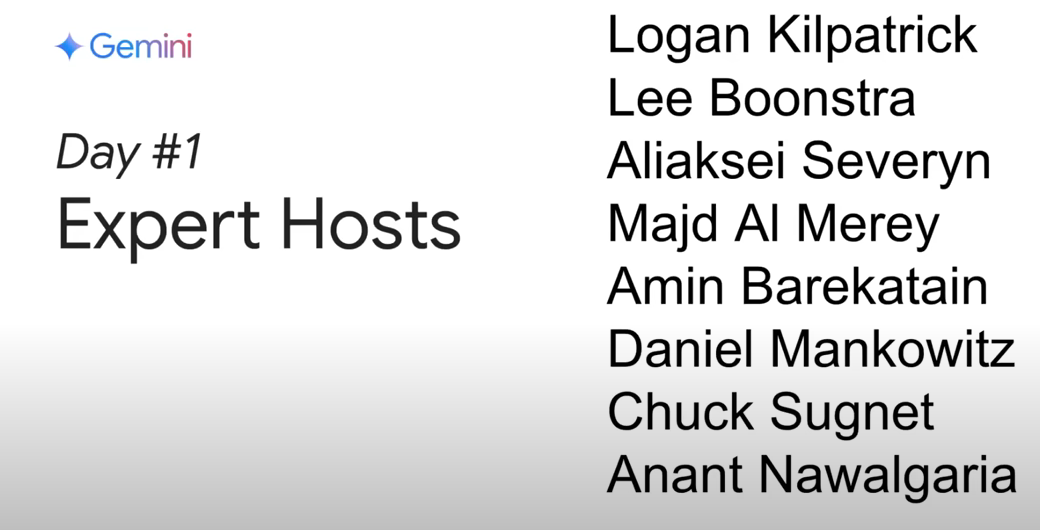 Gemini
Day #1
Expert Hosts
Logan Kilpatrick
Lee Boonstra
Aliaksei Severyn
Majd Al Merey
Amin Barekatain
Daniel Mankowitz
Chuck Sugnet
Anant Nawalgaria